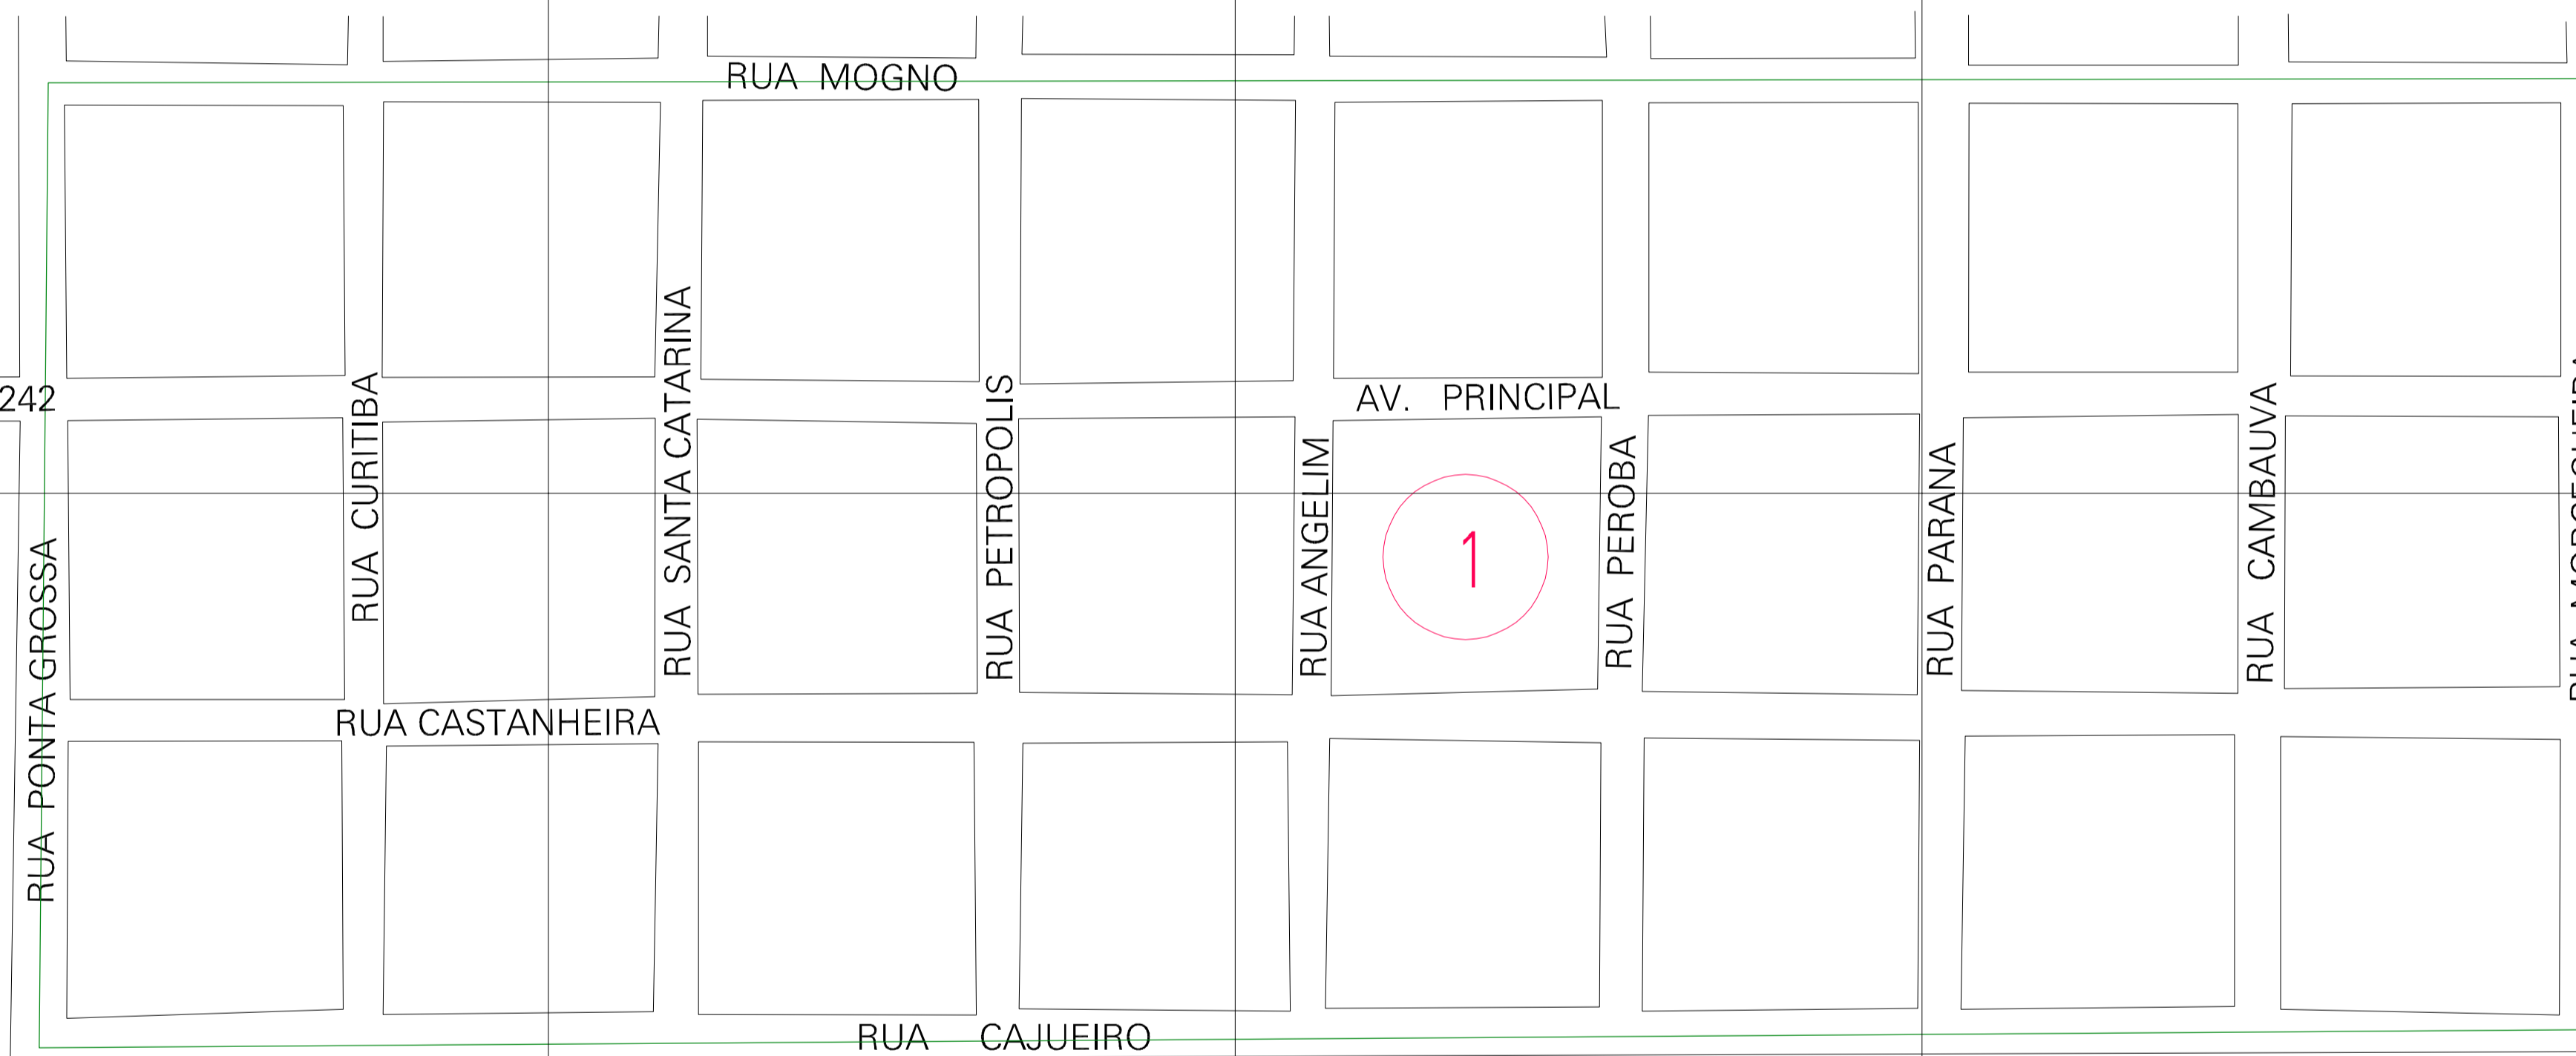 RUA MOGNO
242
AV. PRINCIPAL
RUA PONTA GROSSA
RUA CURITIBA
RUA SANTA CATARINA
RUA PETROPOLIS
RUA ANGELIM
1
RUA PEROBA
RUA PARANA
RUA CAMBAUVA
RUA CASTANHEIRA
RUA CAJUEIRO